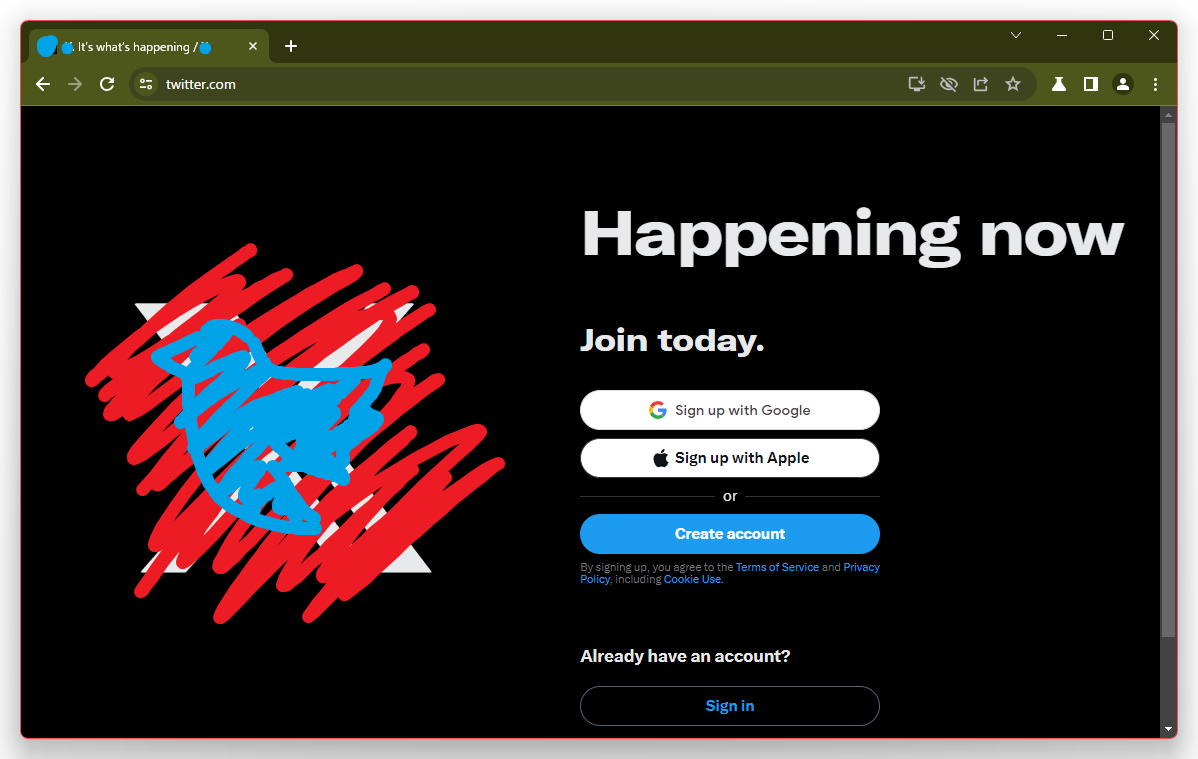 . It's what's happening /
twitter.com
Happening now
Join today.
Sign up with Google
Sign up with Apple
or
Create account
By signing up, you agree to the Terms of Service and Privacy
Policy, including Cookie Use.
Already have an account?
Sign in